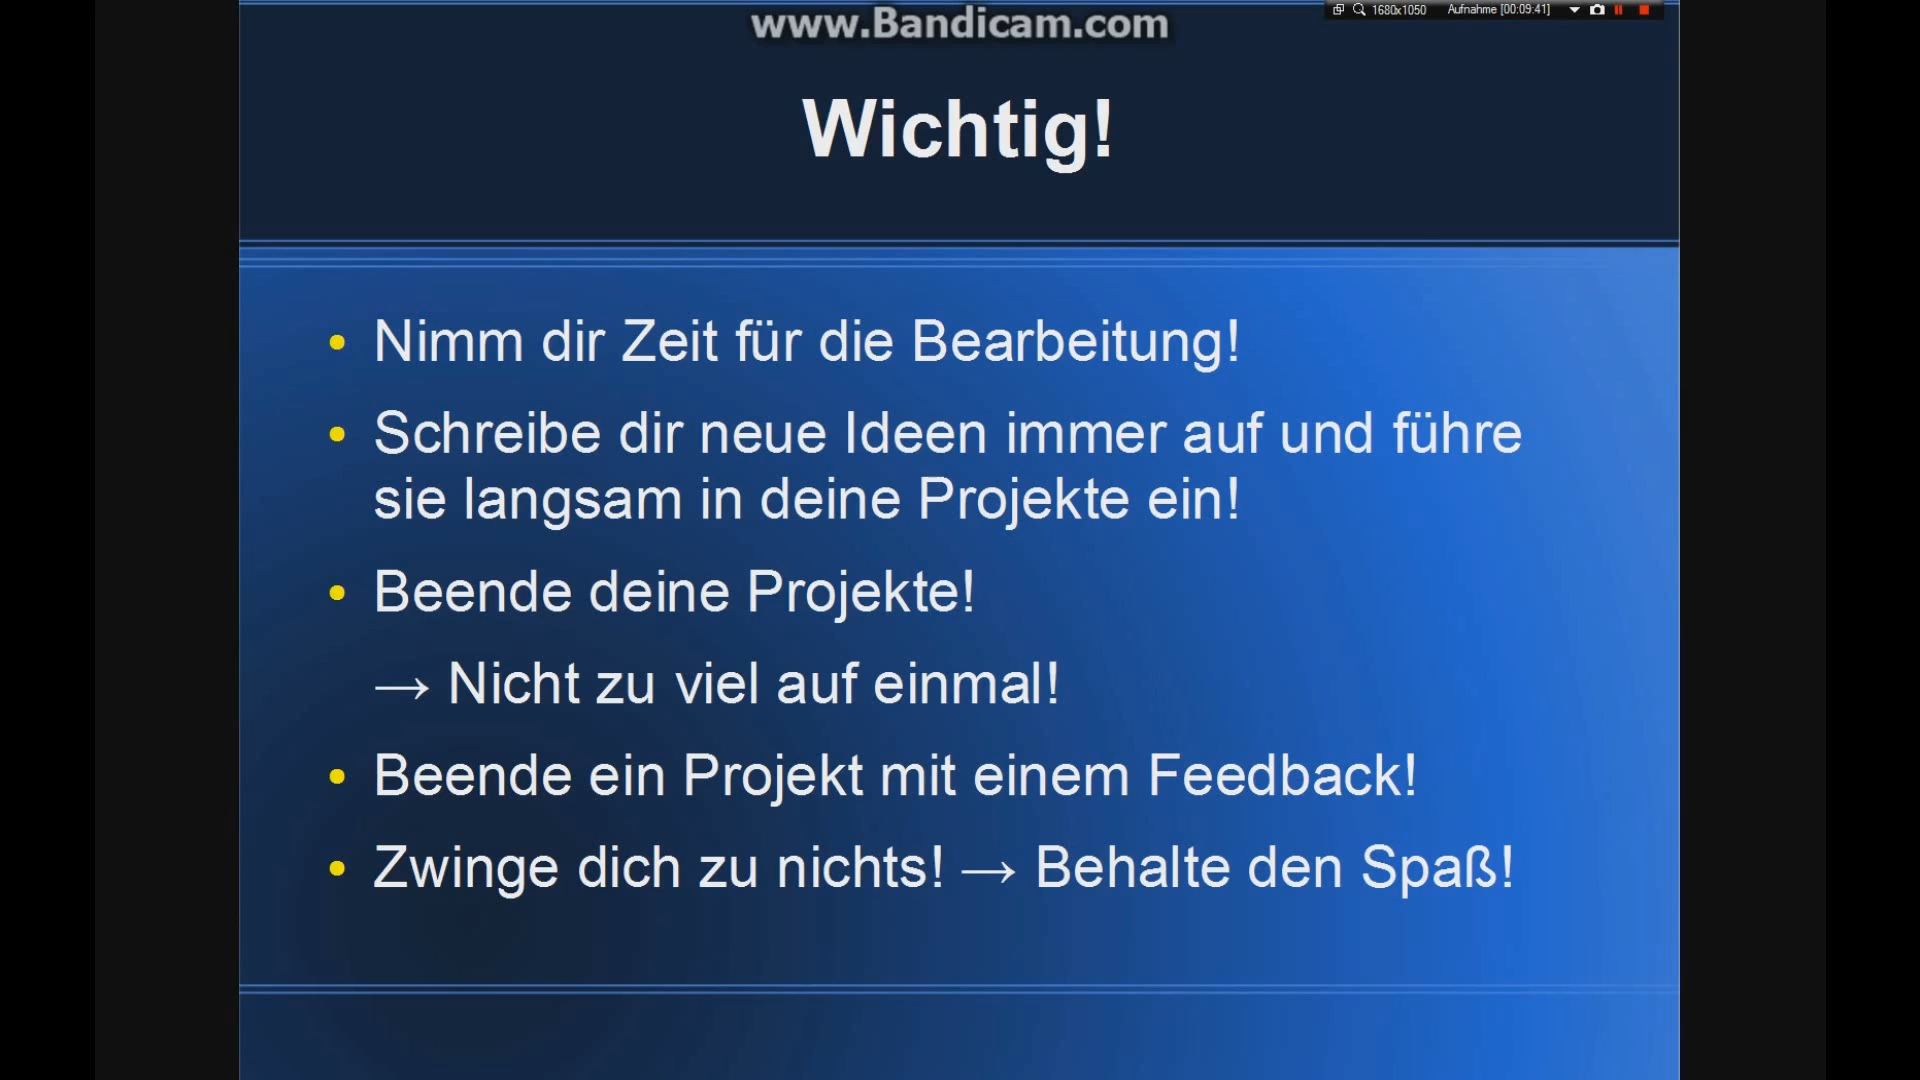 www.Bandicam.com
1680x1050 Aufnahme [00:09:41]
Wichtig!
• Nimm dir Zeit für die Bearbeitung!
• Schreibe dir neue Ideen immer auf und führe
sie langsam in deine Projekte ein!
• Beende deine Projekte!
→ Nicht zu viel auf einmal!
• Beende ein Projekt mit einem Feedback!
• Zwinge dich zu nichts! → Behalte den Spaß!